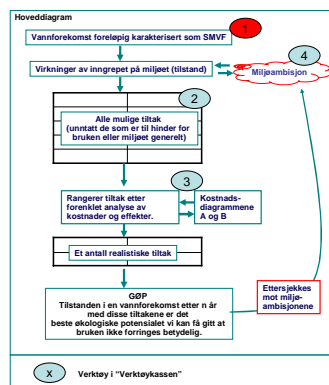 Hoveddiagram
1
Vannforekomst foreløpig karakterisert som SMVF
4
Virkninger av inngrepet på miljøet (tilstand)
Miljøambisjon
2
Alle mulige tiltak
(unntatt de som er til hinder for
bruken eller miljøet generelt)
3
Rangerer tiltak etter
forenklet analyse av
kostnader og effekter.
Kostnads-
diagrammene
A og B
Et antall realistiske tiltak
GØP
Tilstanden i en vannforekomst etter n år
med disse tiltakene er det
beste økologiske potensialet vi kan få gitt at
bruken ikke forringes betydelig.
Ettersjekkes
mot miljø-
ambisjonene
x
Verktøy i "Verktøykassen"